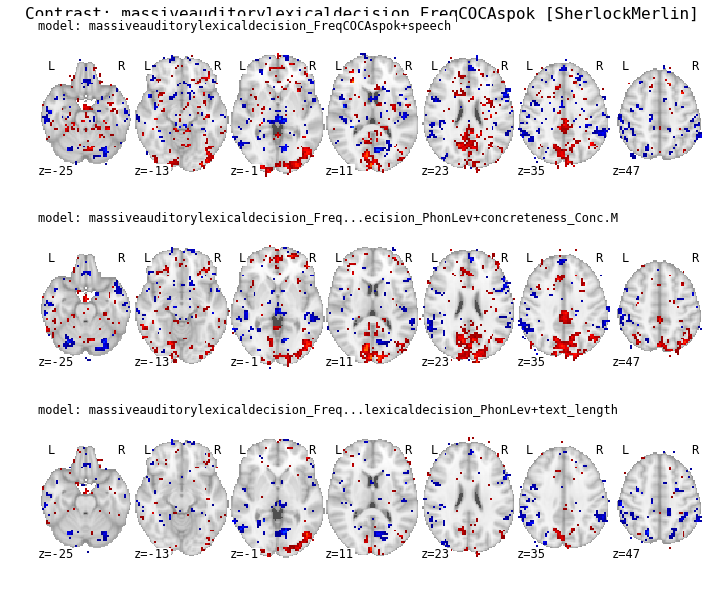 Contrast: massiveauditorylexicaldecision_FreqCOCAspok [SherlockMerlin]
model: massiveauditorylexicaldecision_FreqCOCAspok+speech
L R L R L R L R L R L R L R
z=-25 z=-13 z=-1 z=11 z=23 z=35 z=47
model: massiveauditorylexicaldecision_Freq...ecision_PhonLev+concreteness_Conc.M
L R L R L R L R L R L R L R
z=-25 z=-13 z=-1 z=11 z=23 z=35 z=47
model: massiveauditorylexicaldecision_Freq...lexicaldecision_PhonLev+text_length
L R L R L R L R L R L R L R
z=-25 z=-13 z=-1 z=11 z=23 z=35 z=47